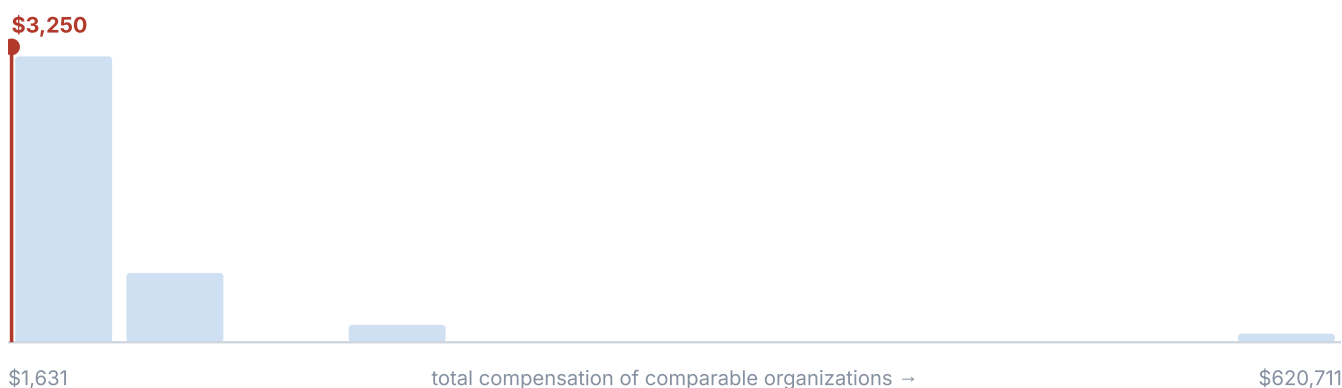 $3,250
$1,631 total compensation of comparable organizations → $620,711